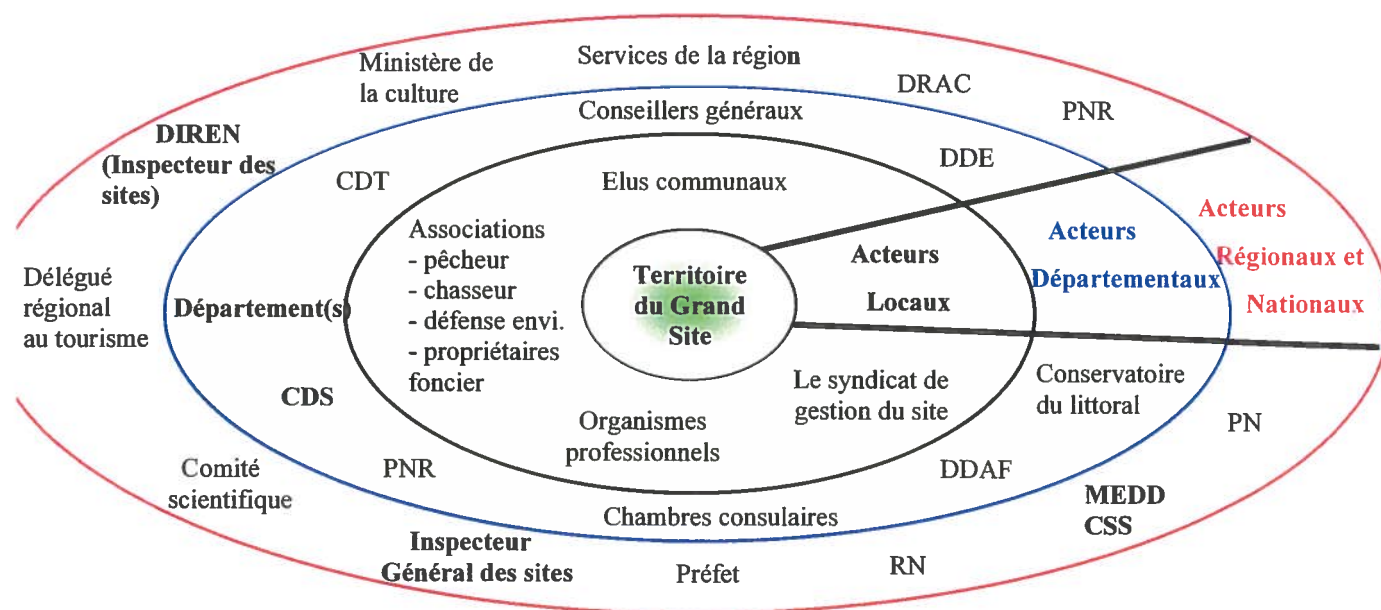 Ministère de
la culture
Services de la région
DRAC
PNR
DIREN
(Inspecteur des
sites)
Conseillers généraux
CDT
DDE
Elus communaux
Acteurs
Régionaux et
Nationaux
Acteurs
Départementaux
Acteurs
Locaux
Associations
- pêcheur
- chasseur
- défense envi.
- propriétaires
foncier
Territoire
du Grand
Site
Délégué
régional
au tourisme
Département(s)
CDS
Le syndicat de
gestion du site
Conservatoire
du littoral
PN
Organismes
professionnels
Comité
scientifique
PNR
DDAF
MEDD
CSS
Chambres consulaires
Inspecteur
Général des sites
Préfet
RN